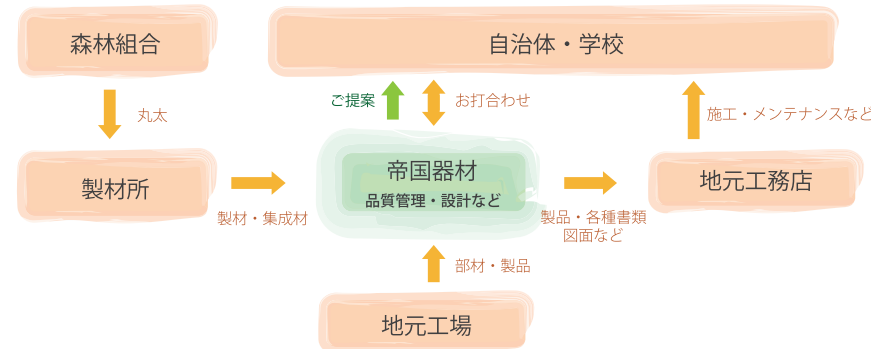 森林組合
自治体・学校
丸太
ご提案
お打合わせ
施工・メンテナンスなど
製材所
製材・集成材
帝国器材
品質管理・設計など
製品・各種書類
図面など
地元工務店
部材・製品
地元工場